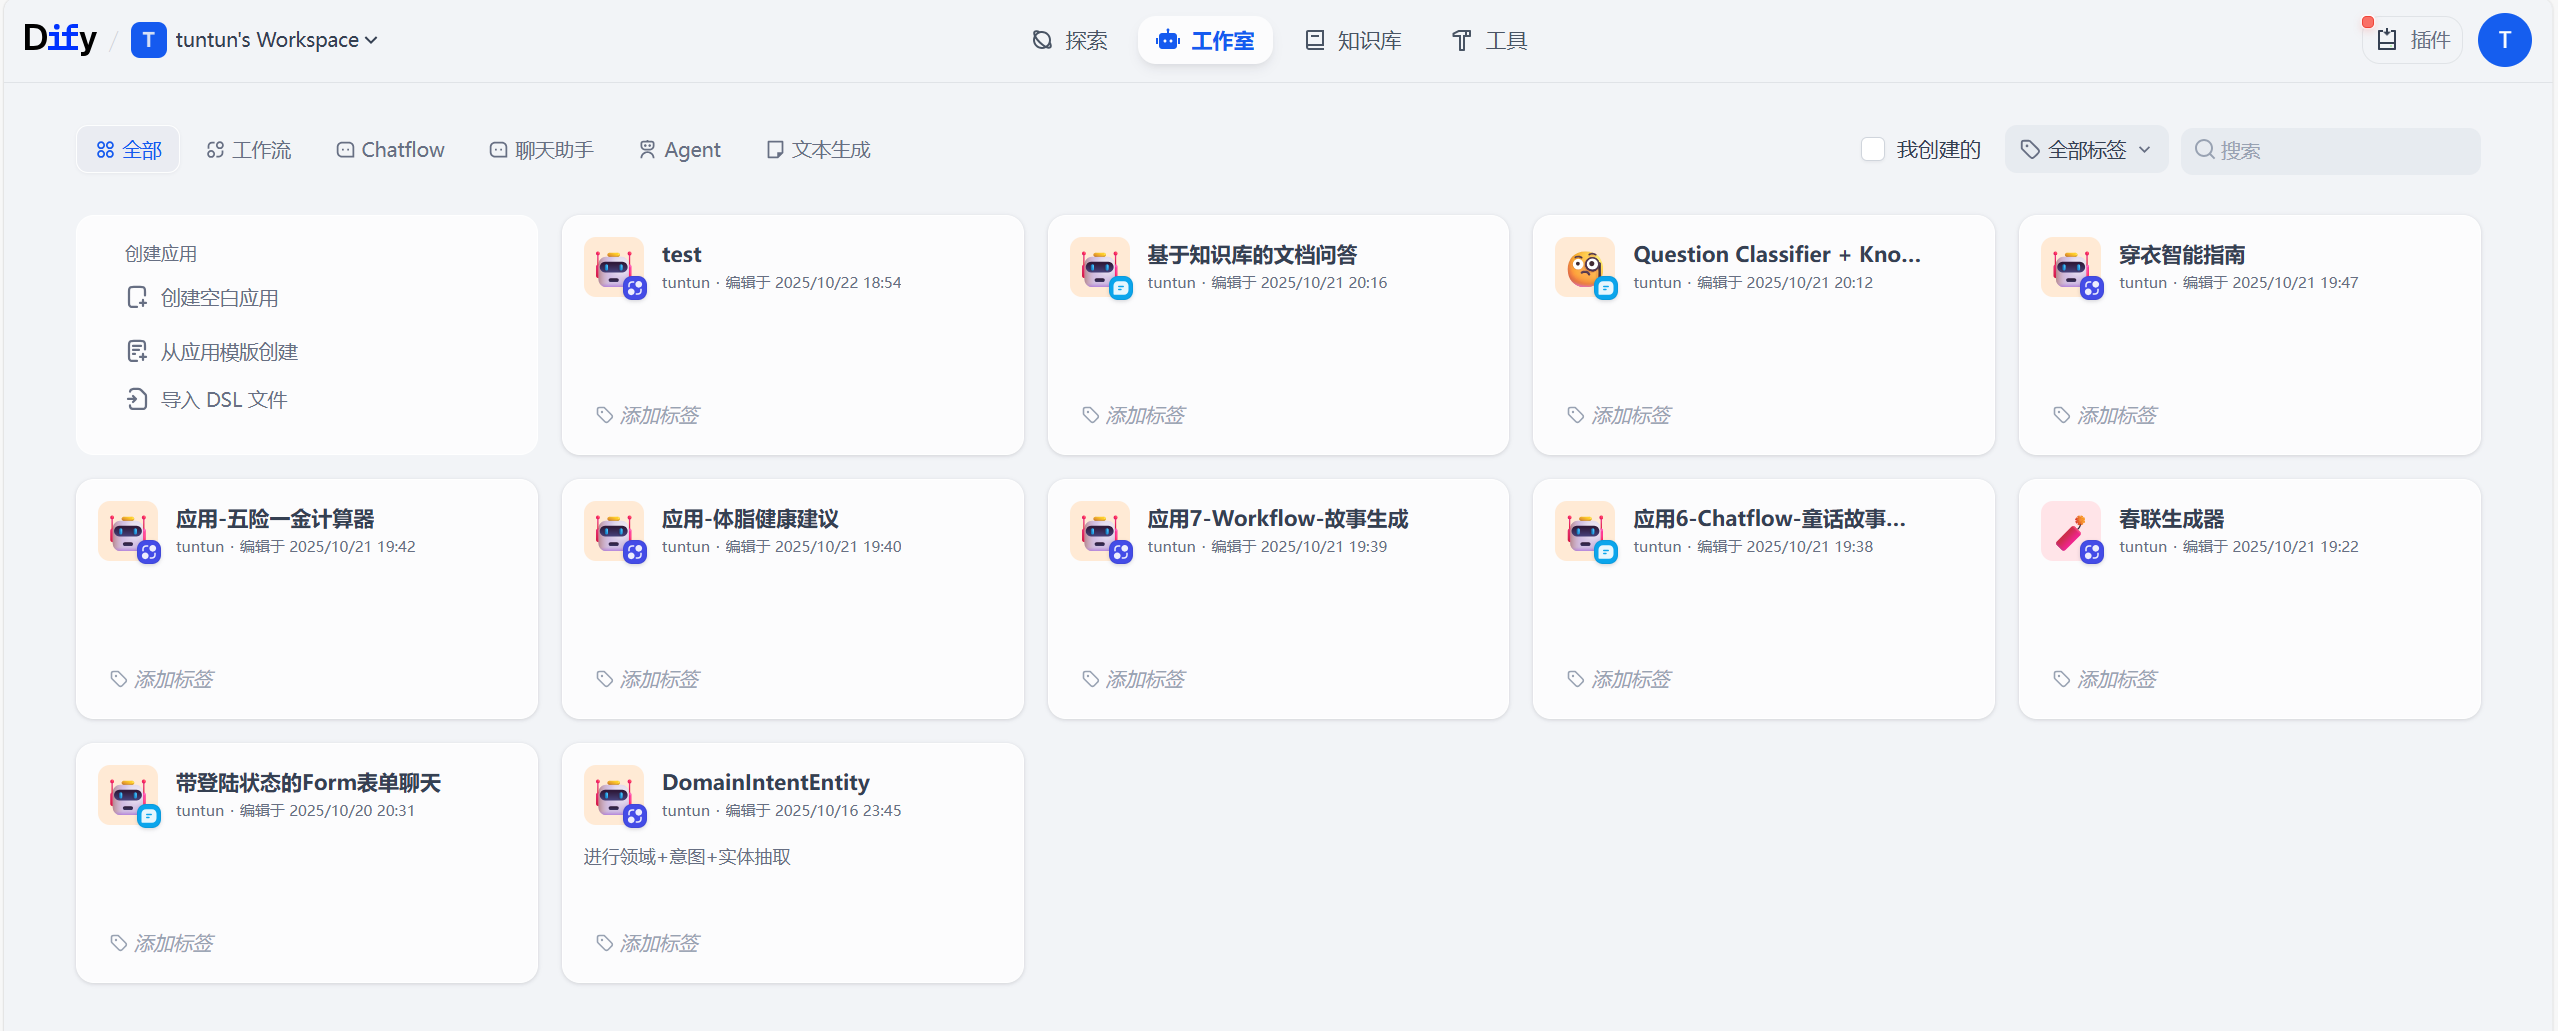 Dify / T tuntun's Workspace
探索
工作室
知识库
工具
插件
T
全部
工作流
Chatflow
聊天助手
Agent
文本生成
我创建的
全部标签
搜索
创建应用
创建空白应用
从应用模版创建
导入 DSL 文件
test
tuntun · 编辑于 2025/10/22 18:54
添加标签
基于知识库的文档问答
tuntun · 编辑于 2025/10/21 20:16
添加标签
Question Classifier + Kno...
tuntun · 编辑于 2025/10/21 20:12
添加标签
穿衣智能指南
tuntun · 编辑于 2025/10/21 19:47
添加标签
应用-五险一金计算器
tuntun · 编辑于 2025/10/21 19:42
添加标签
应用-体脂健康建议
tuntun · 编辑于 2025/10/21 19:40
添加标签
应用7-Workflow-故事生成
tuntun · 编辑于 2025/10/21 19:39
添加标签
应用6-Chatflow-童话故事...
tuntun · 编辑于 2025/10/21 19:38
添加标签
春联生成器
tuntun · 编辑于 2025/10/21 19:22
添加标签
带登陆状态的Form表单聊天
tuntun · 编辑于 2025/10/20 20:31
添加标签
DomainIntentEntity
tuntun · 编辑于 2025/10/16 23:45
进行领域+意图+实体抽取
添加标签